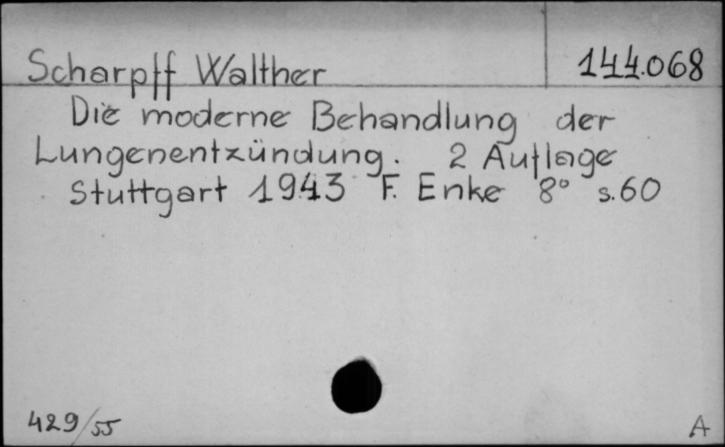 Scharpff Walther 144.068
Die moderne Behandlung der
Lungenentzündung. 2 Auflage
Stuttgart 1943 F. Enke 8° s.60
429/55 A